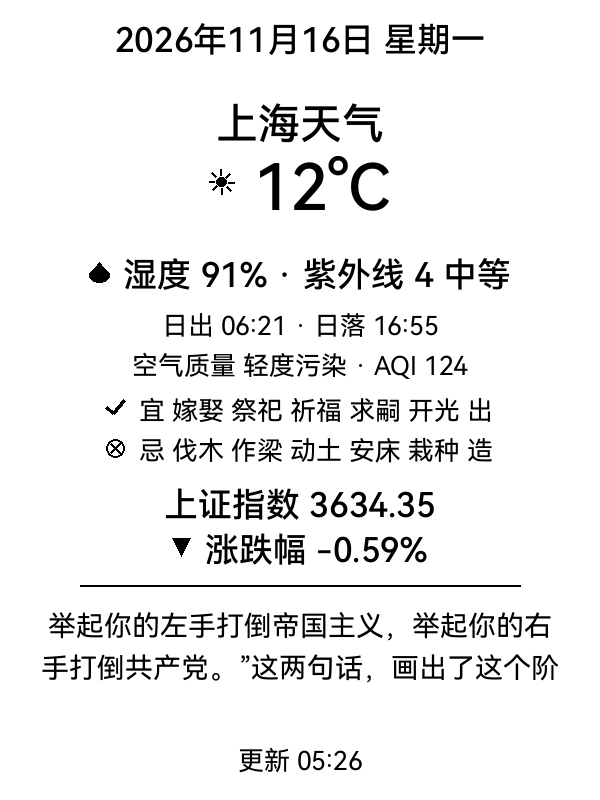 2026年11月16日 星期一
上海天气
12°C
湿度 91% · 紫外线 4 中等
日出 06:21 · 日落 16:55
空气质量 轻度污染 · AQI 124
宜 嫁娶 祭祀 祈福 求嗣 开光 出
忌 伐木 作梁 动土 安床 栽种 造
上证指数 3634.35
▼ 涨跌幅 -0.59%
举起你的左手打倒帝国主义，举起你的右
手打倒共产党。”这两句话，画出了这个阶
更新 05:26